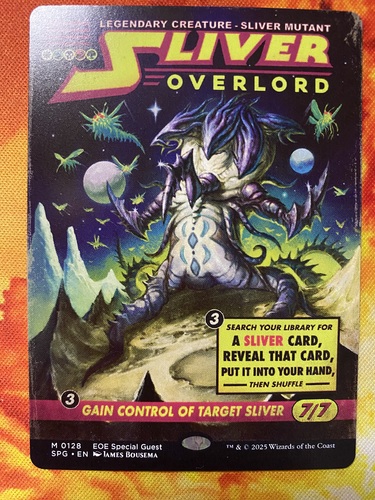 LEGENDARY CREATURE - SLIVER MUTANT
SLIVER
OVERLORD
3
SEARCH YOUR LIBRARY FOR
A SLIVER CARD,
REVEAL THAT CARD,
PUT IT INTO YOUR HAND,
THEN SHUFFLE
3
GAIN CONTROL OF TARGET SLIVER 7/7
M 0128 EOE Special Guest ™ & © 2025 Wizards of the Coast
SPG • EN JAMES BOUSEMA